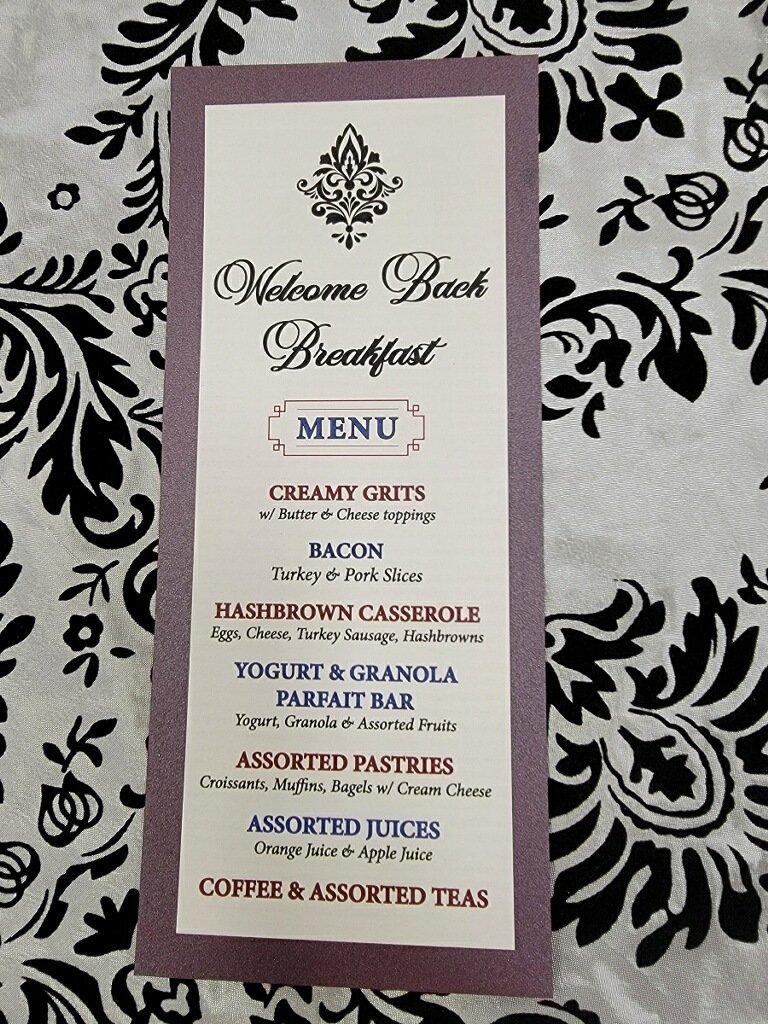 Welcome Back
Breakfast
MENU
CREAMY GRITS
w/ Butter & Cheese toppings
BACON
Turkey & Pork Slices
HASHBROWN CASSEROLE
Eggs, Cheese, Turkey Sausage, Hashbrowns
YOGURT & GRANOLA
PARFAIT BAR
Yogurt, Granola & Assorted Fruits
ASSORTED PASTRIES
Croissants, Muffins, Bagels w/ Cream Cheese
ASSORTED JUICES
Orange Juice & Apple Juice
COFFEE & ASSORTED TEAS